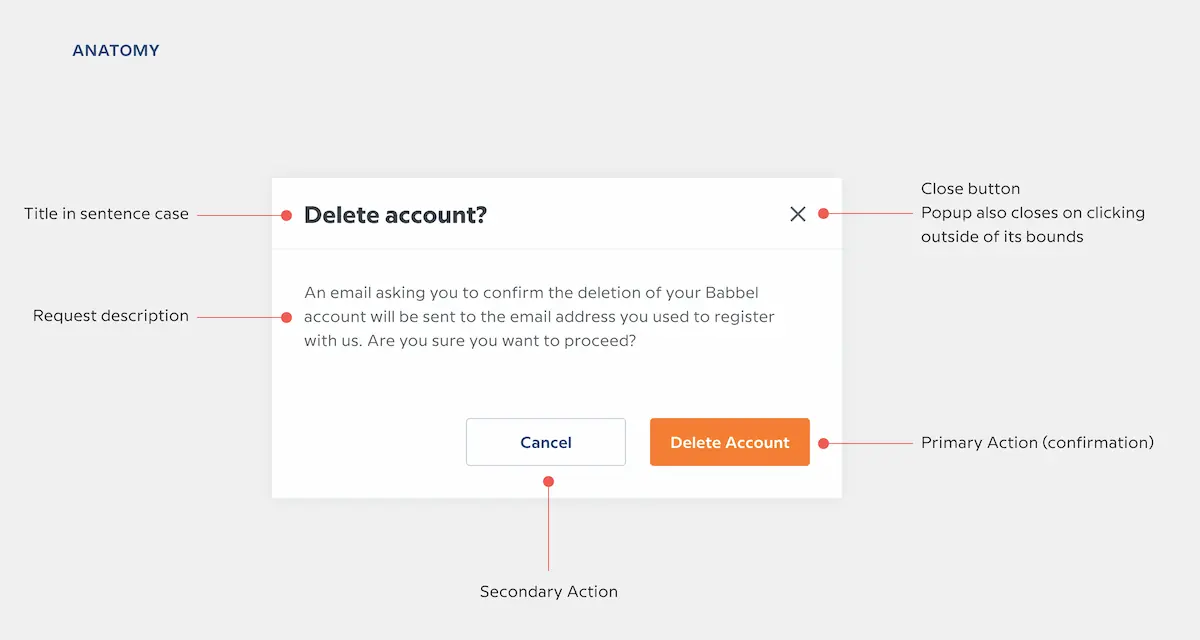 ANATOMY
Title in sentence case
Delete account?
Close button
Popup also closes on clicking
outside of its bounds
Request description
An email asking you to confirm the deletion of your Babbel
account will be sent to the email address you used to register
with us. Are you sure you want to proceed?
Cancel
Delete Account
Primary Action (confirmation)
Secondary Action